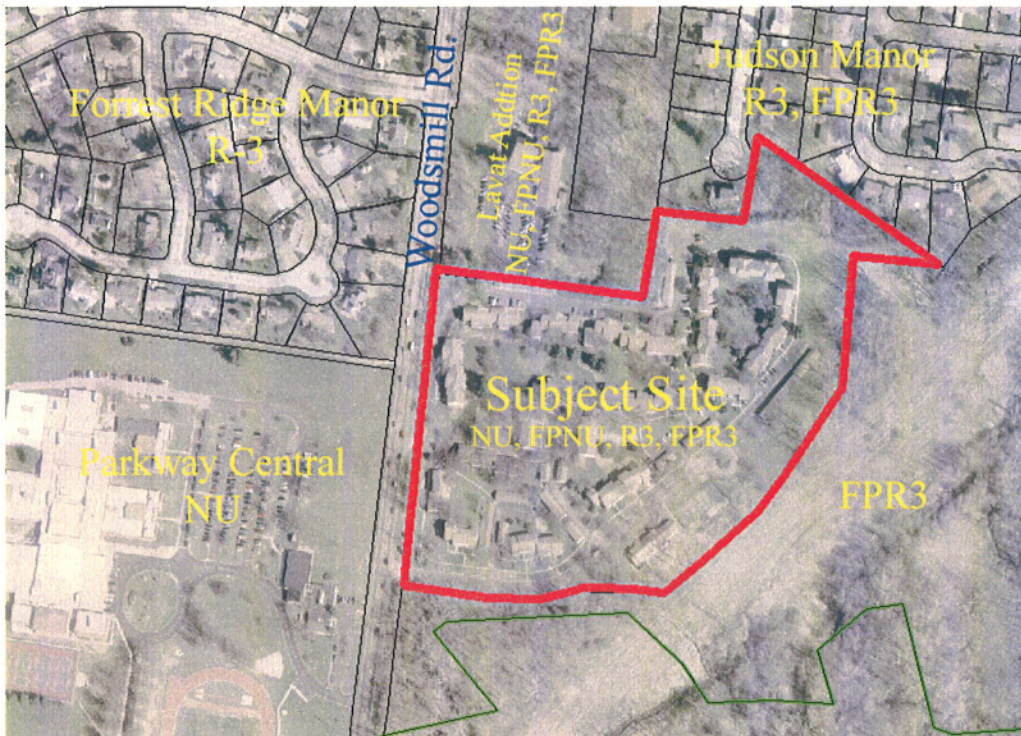 Forrest Ridge Manor
R-3
Woodsmill Rd.
Lavat Addtion
NU, FPNU, R3, FPR3
Judson Manor
R3, FPR3
Subject Site
NU, FPNU, R3, FPR3
Parkway Central
NU
FPR3